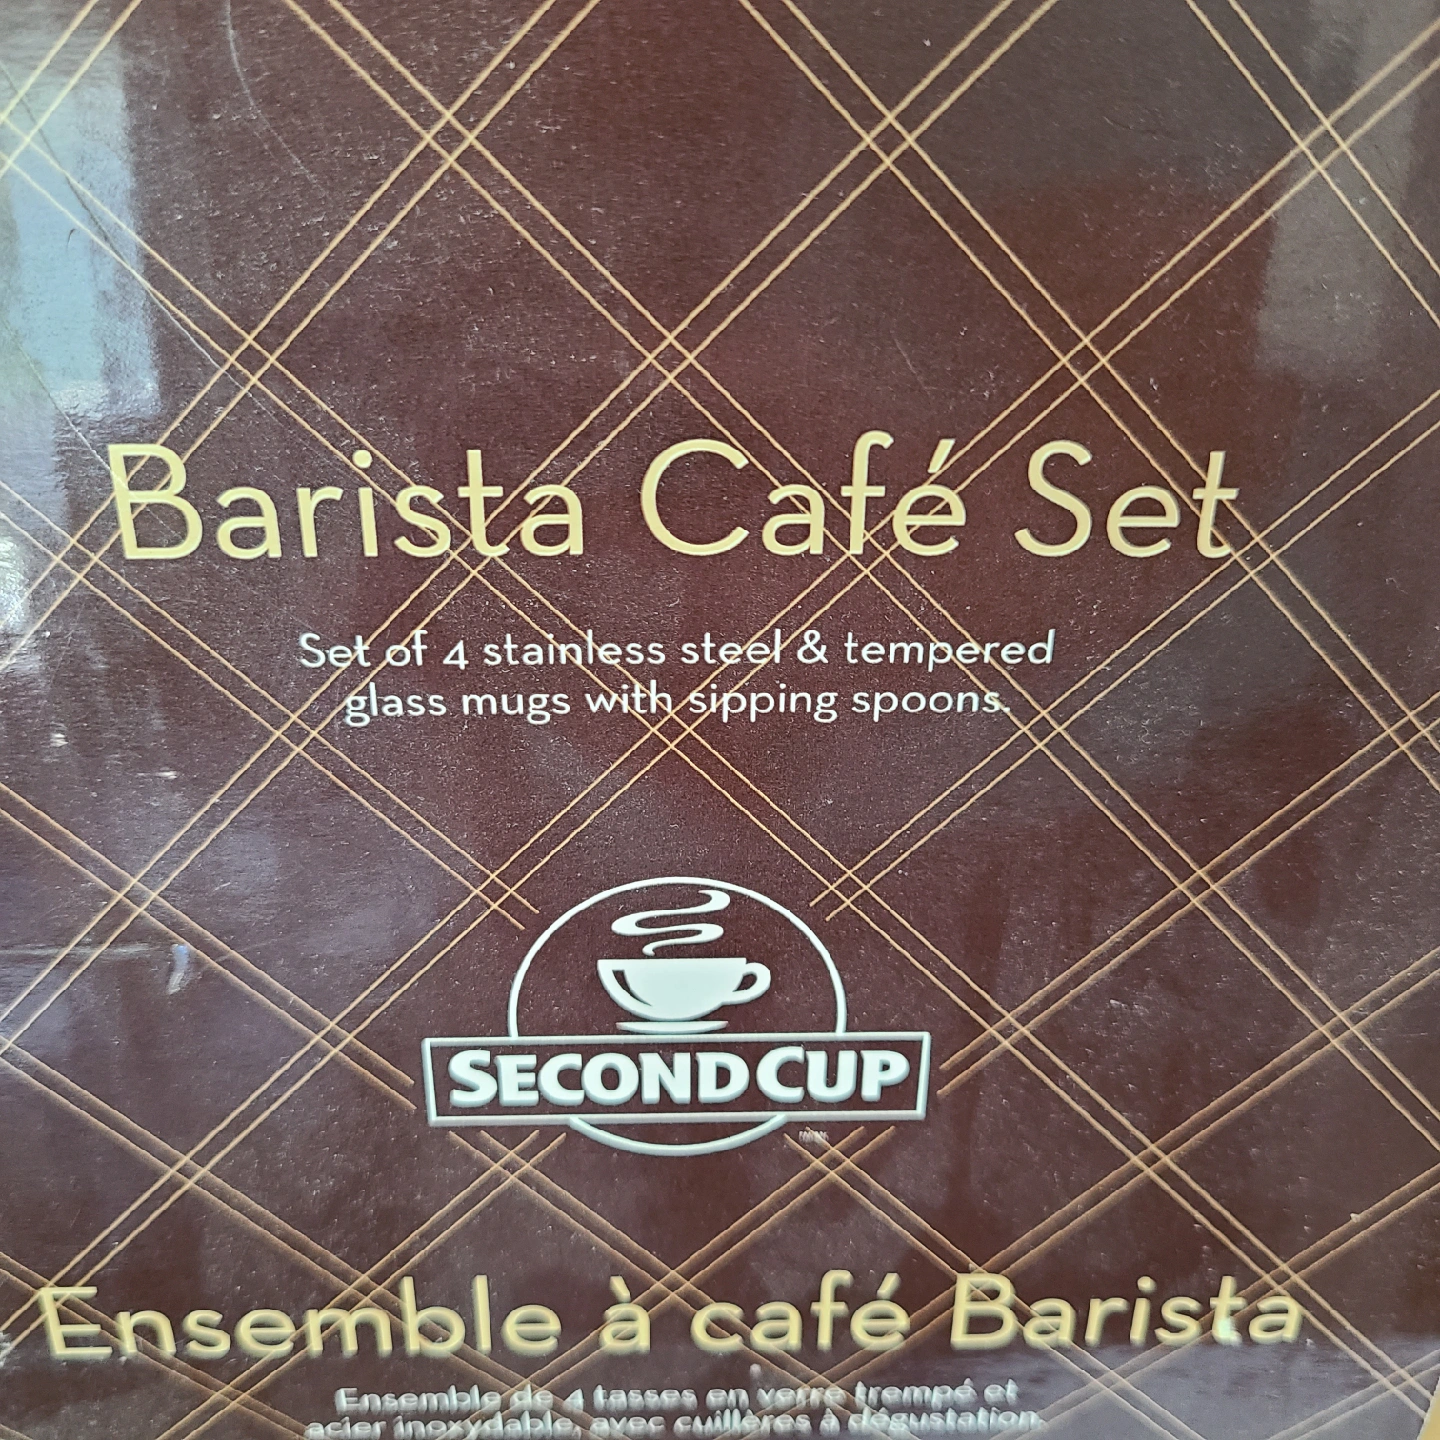 Barista Café Set
Set of 4 stainless steel & tempered
glass mugs with sipping spoons.
SECOND CUP
Ensemble à café Barista
Ensemble de 4 tasses en verre trempé et
acier inoxydable, avec cuillères à dégustation.